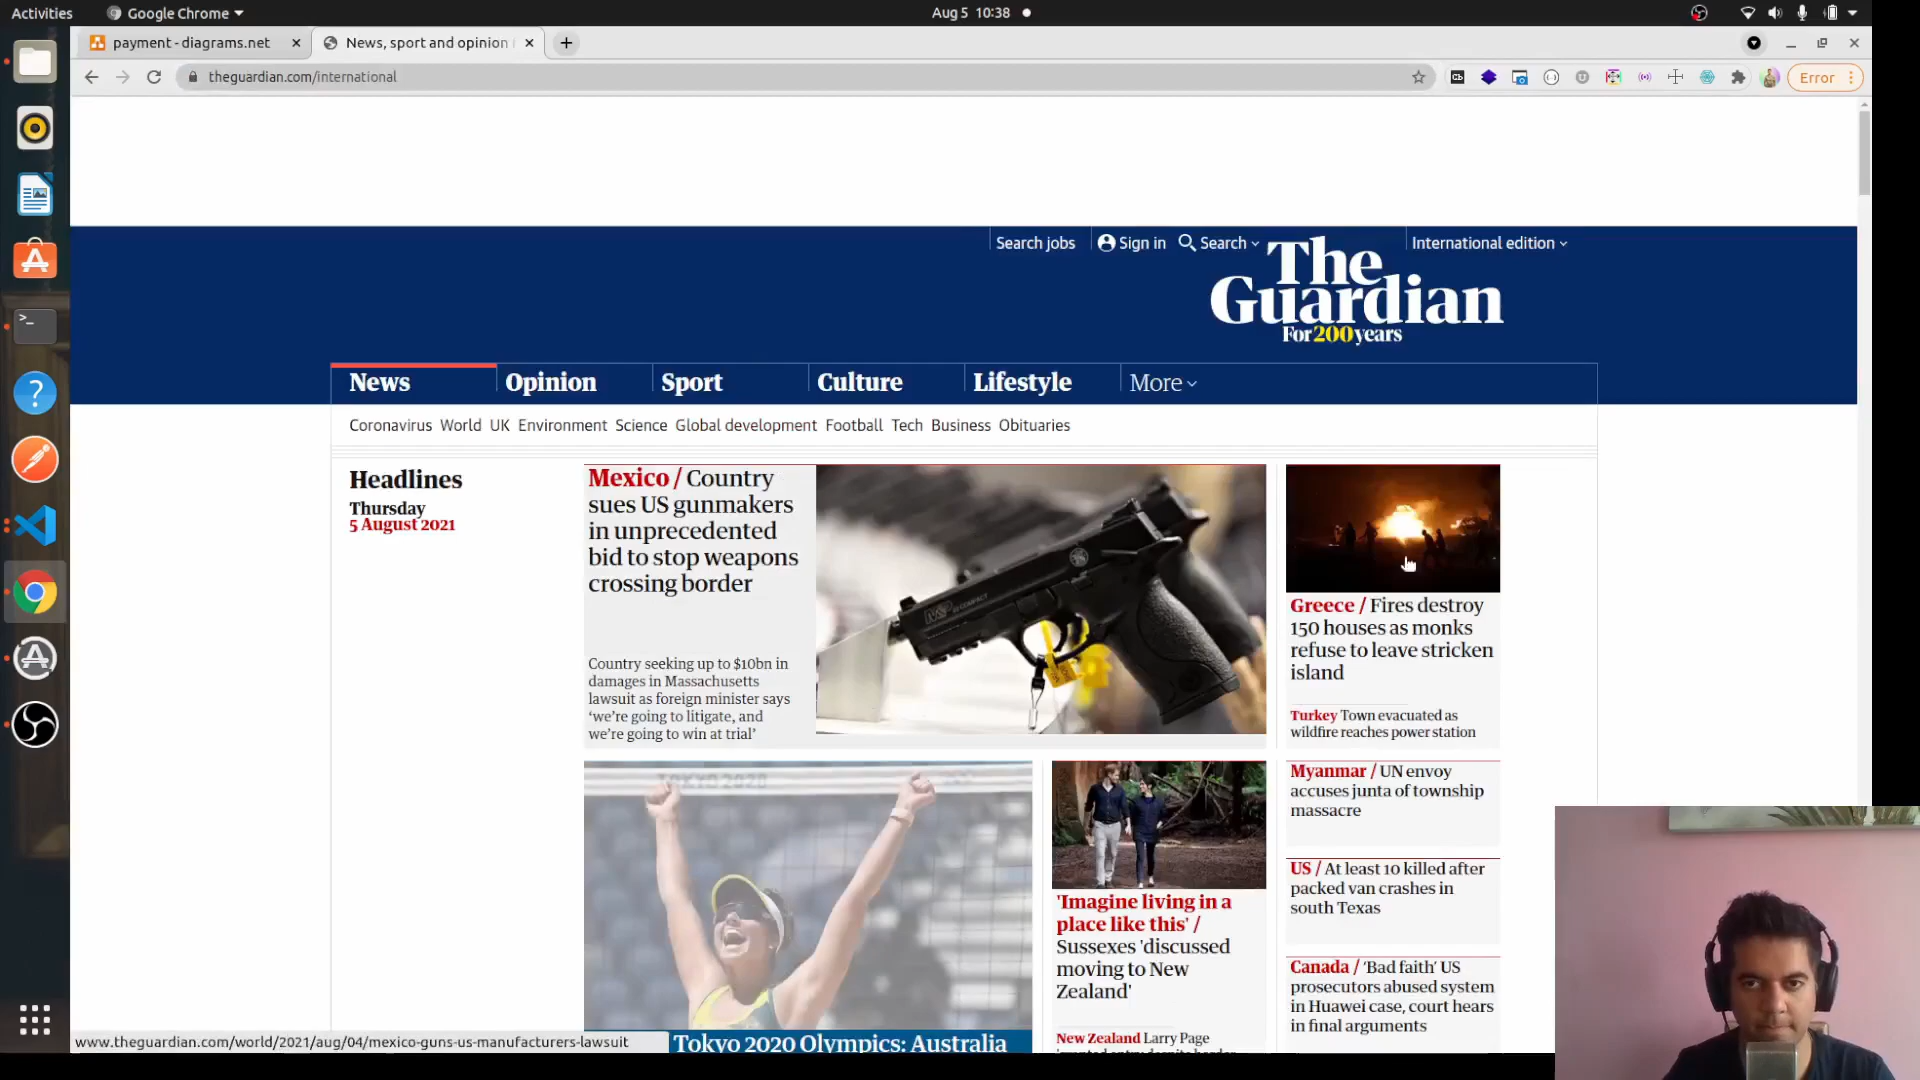 Activities
Google Chrome
Aug 5 10:38
payment - diagrams.net
News, sport and opinion
theguardian.com/international
Error
Search jobs
Sign in
Search
International edition
The
Guardian
For 200 years
News
Opinion
Sport
Culture
Lifestyle
More
Coronavirus World UK Environment Science Global development Football Tech Business Obituaries
Headlines
Thursday
5 August 2021
Mexico / Country
sues US gunmakers
in unprecedented
bid to stop weapons
crossing border
Country seeking up to $10bn in
damages in Massachusetts
lawsuit as foreign minister says
‘we’re going to litigate, and
we’re going to win at trial’
Greece / Fires destroy
150 houses as monks
refuse to leave stricken
island
Turkey Town evacuated as
wildfire reaches power station
TOKYO 2020
Tokyo 2020 Olympics: Australia
'Imagine living in a
place like this' /
Sussexes 'discussed
moving to New
Zealand'
New Zealand Larry Page
Myanmar / UN envoy
accuses junta of township
massacre
US / At least 10 killed after
packed van crashes in
south Texas
Canada / ‘Bad faith’ US
prosecutors abused system
in Huawei case, court hears
in final arguments
www.theguardian.com/world/2021/aug/04/mexico-guns-us-manufacturers-lawsuit